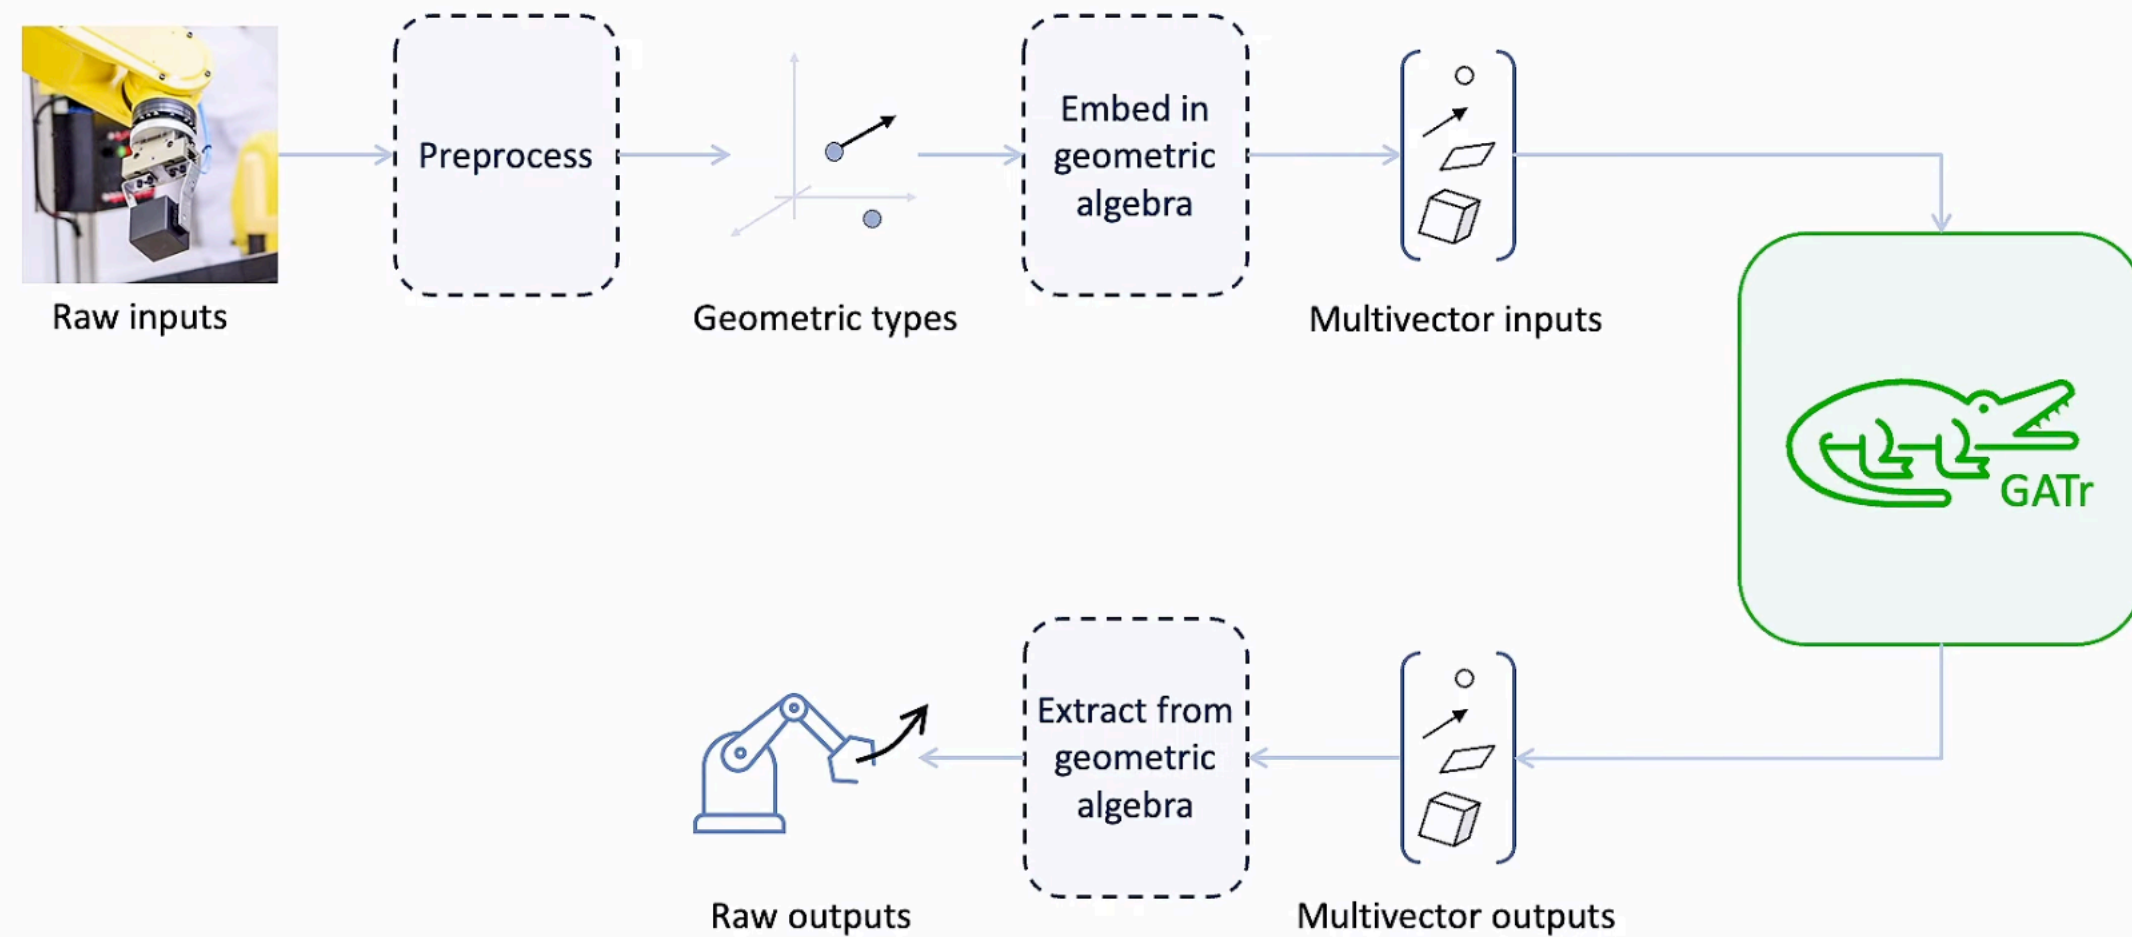 Preprocess
Embed in
geometric
algebra
Raw inputs
Geometric types
Multivector inputs
GATr
Extract from
geometric
algebra
Raw outputs
Multivector outputs